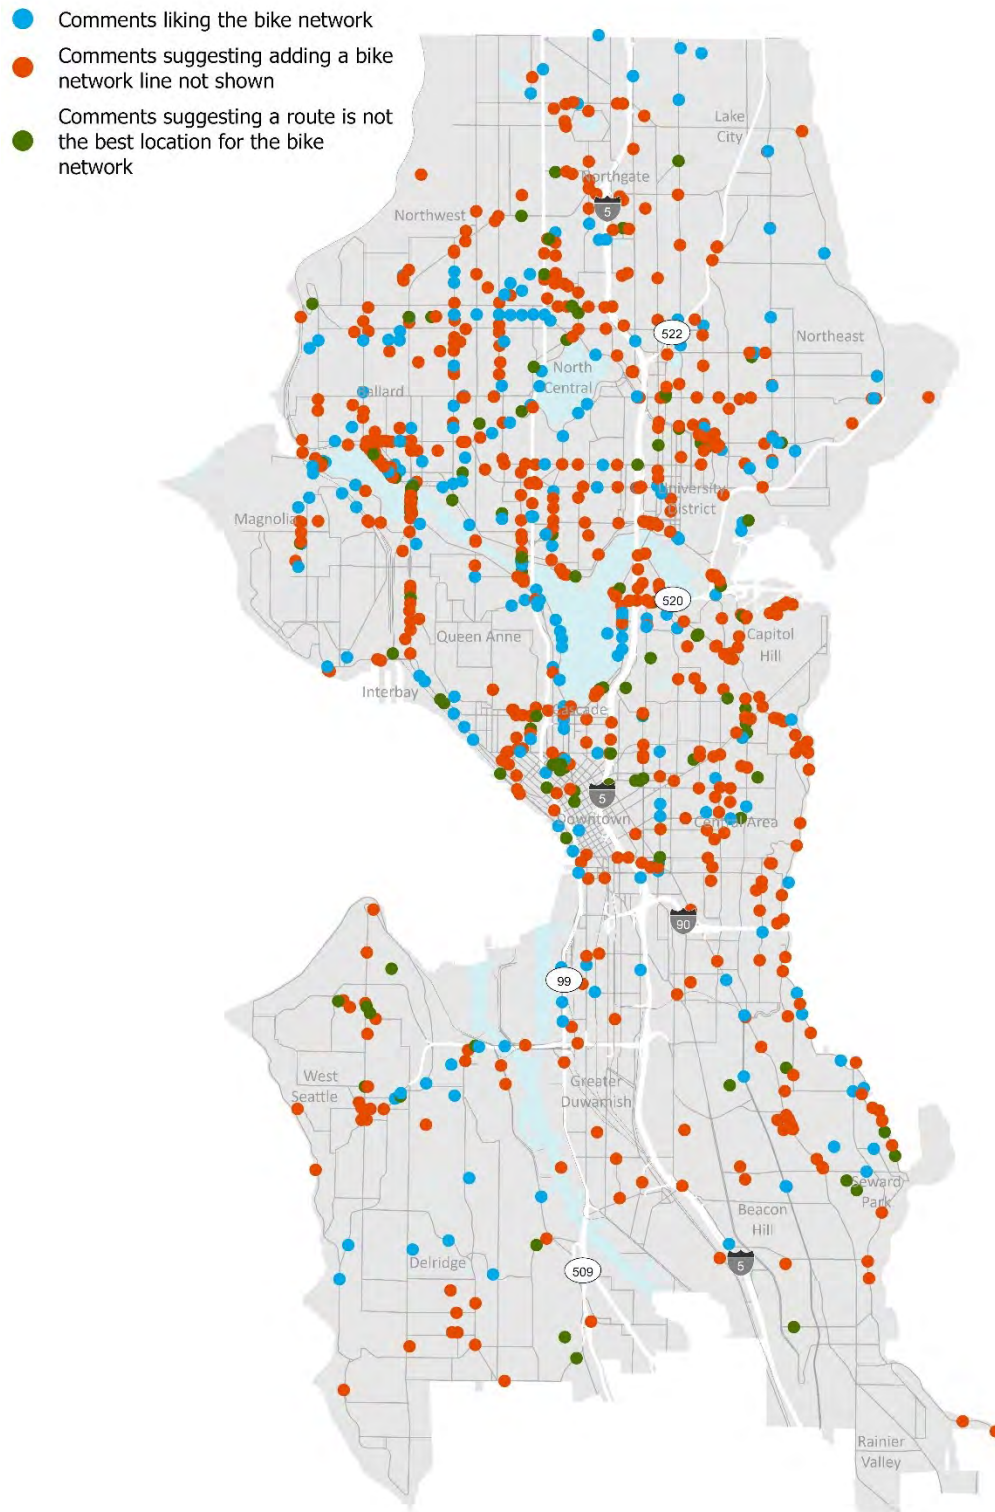 Comments liking the bike network
Comments suggesting adding a bike
network line not shown
Comments suggesting a route is not
the best location for the bike
network
Lake
City
Northgate
5
Northwest
522
Northeast
North
Central
Ballard
University
District
Magnolia
520
Queen Anne
Capitol
Hill
Interbay
Cascade
5
Downtown
Central Area
90
99
West
Seattle
Greater
Duwamish
Seward
Park
Beacon
Hill
Delridge
5
509
Rainier
Valley